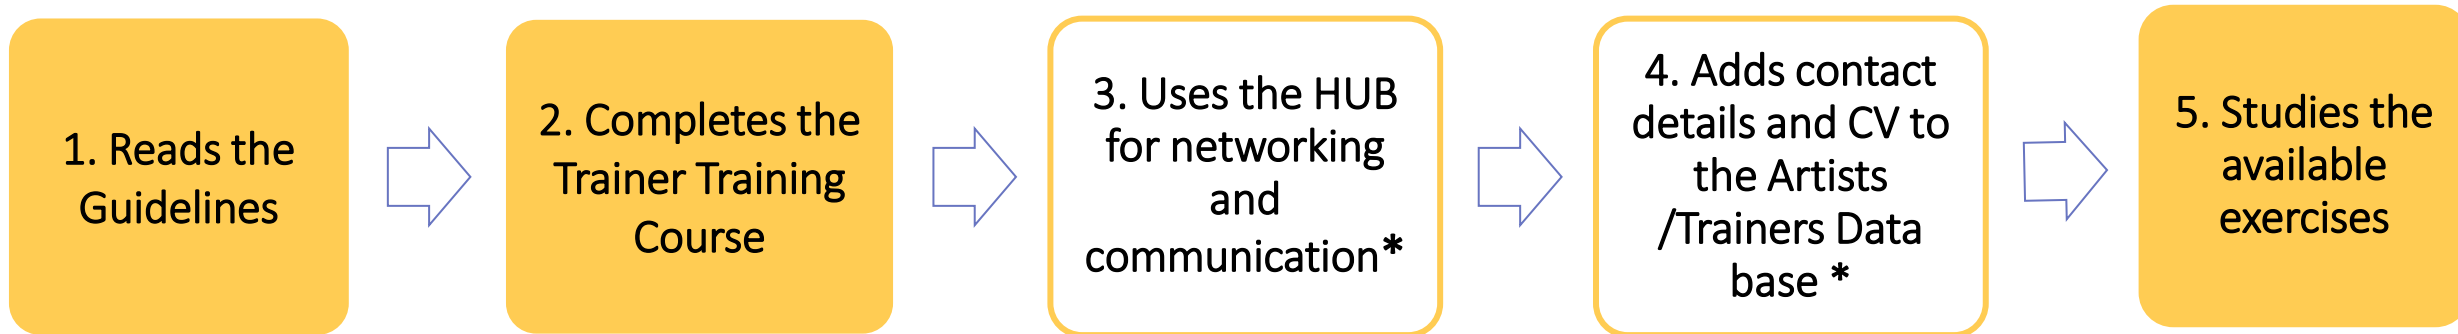 1. Reads the
Guidelines
2. Completes the
Trainer Training
Course
3. Uses the HUB
for networking
and
communication*
4. Adds contact
details and CV to
the Artists
/Trainers Data
base *
5. Studies the
available
exercises